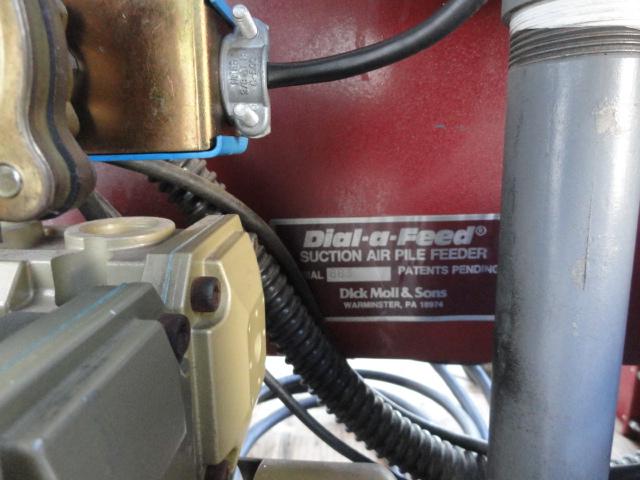 Dial-a-Feed®
SUCTION AIR PILE FEEDER
PATENTS PENDING
Dick Moll & Sons
WARMINSTER, PA 18974